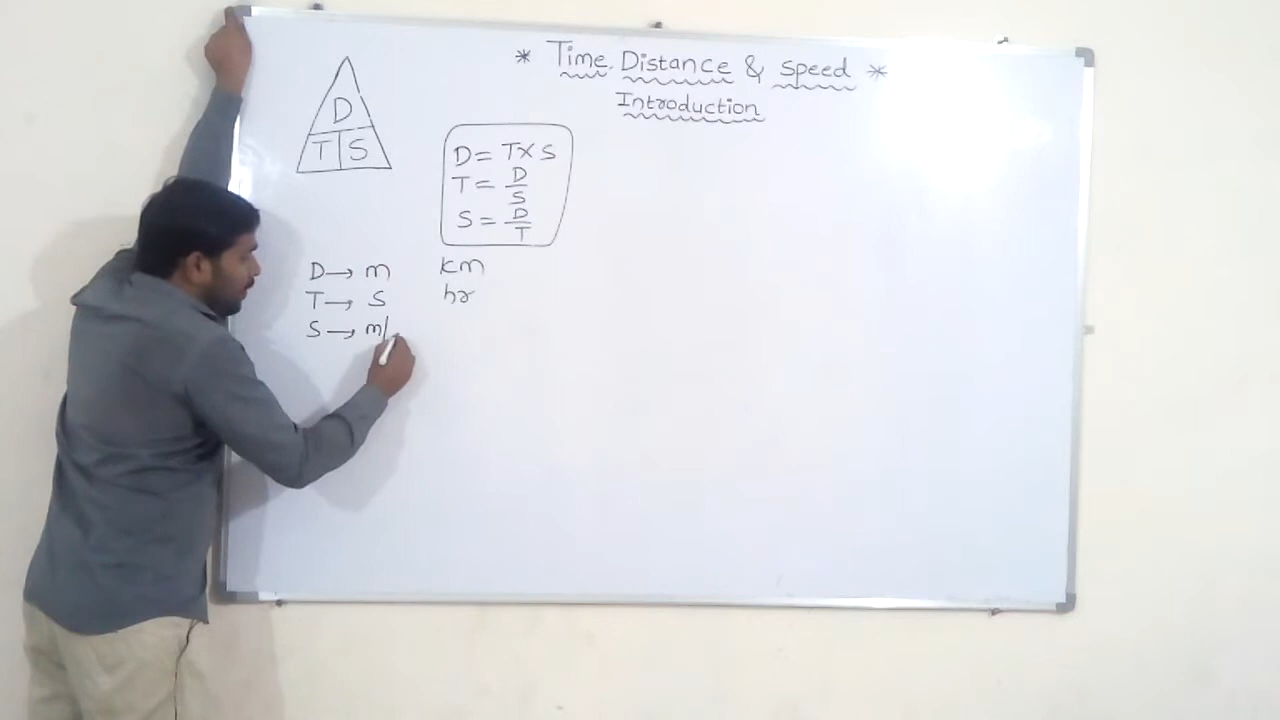 * Time, Distance & Speed *
Introduction
D
T S
D = T x S
T = D/S
S = D/T
D → m km
T → S hr
S → m/